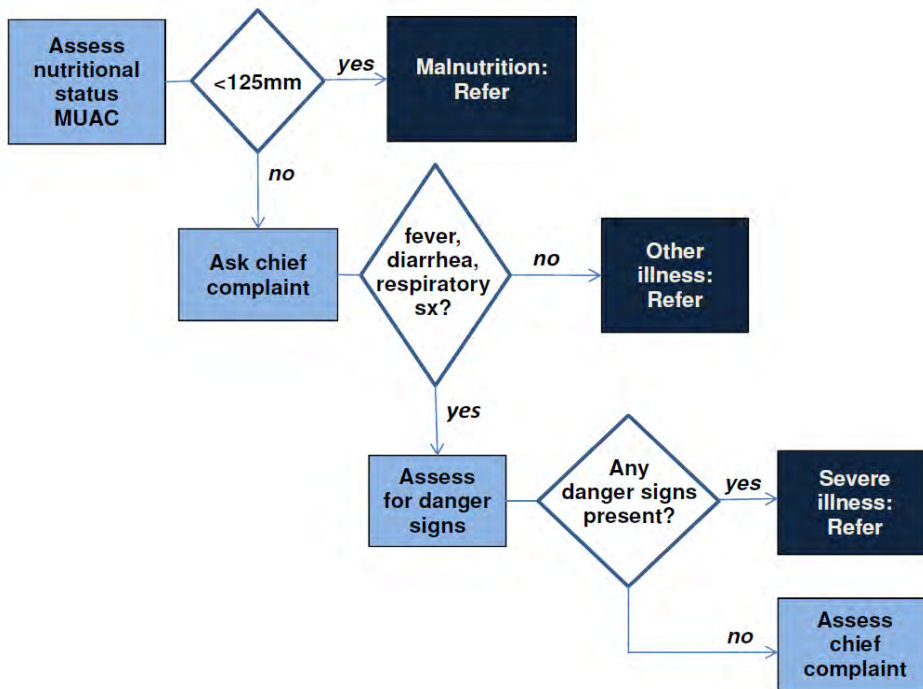 Assess
nutritional
status
MUAC
<125mm
yes
Malnutrition:
Refer
no
Ask chief
complaint
fever,
diarrhea,
respiratory
sx?
no
Other
illness:
Refer
yes
Assess
for danger
signs
Any
danger signs
present?
yes
Severe
illness:
Refer
no
Assess
chief
complaint